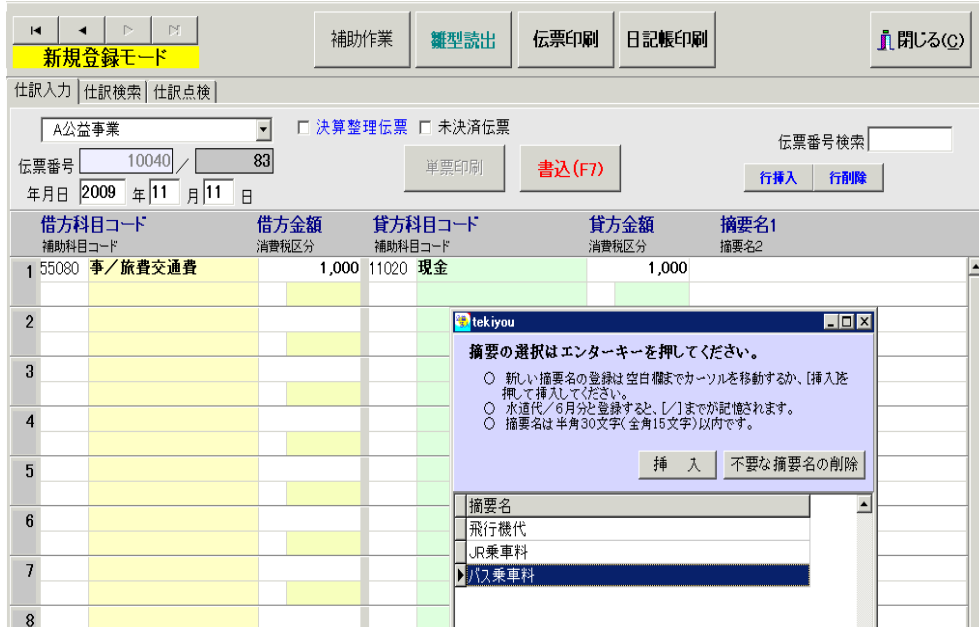 補助作業 雛型読出 伝票印刷 日記帳印刷 閉じる(C)
新規登録モード
仕訳入力 仕訳検索 仕訳点検
A公益事業 決算整理伝票 未決済伝票
伝票番号検索
伝票番号 10040 / 83 単票印刷 書込(F7)
行挿入 行削除
年月日 2009 年 11 月 11 日
借方科目コード 借方金額 貸方科目コード 貸方金額 摘要名1
補助科目コード 消費税区分 補助科目コード 消費税区分 摘要名2
1 55080 事/旅費交通費 1,000 11020 現金 1,000
2
3
4
5
6
7
8
tekiyou
摘要の選択はエンターキーを押してください。
○ 新しい摘要名の登録は空白欄までカーソルを移動するか、[挿入]を
押して挿入してください。
○ 水道代/6月分と登録すると、[/]までが記憶されます。
○ 摘要名は半角30文字(全角15文字)以内です。
挿 入 不要な摘要名の削除
摘要名
飛行機代
JR乗車料
バス乗車料